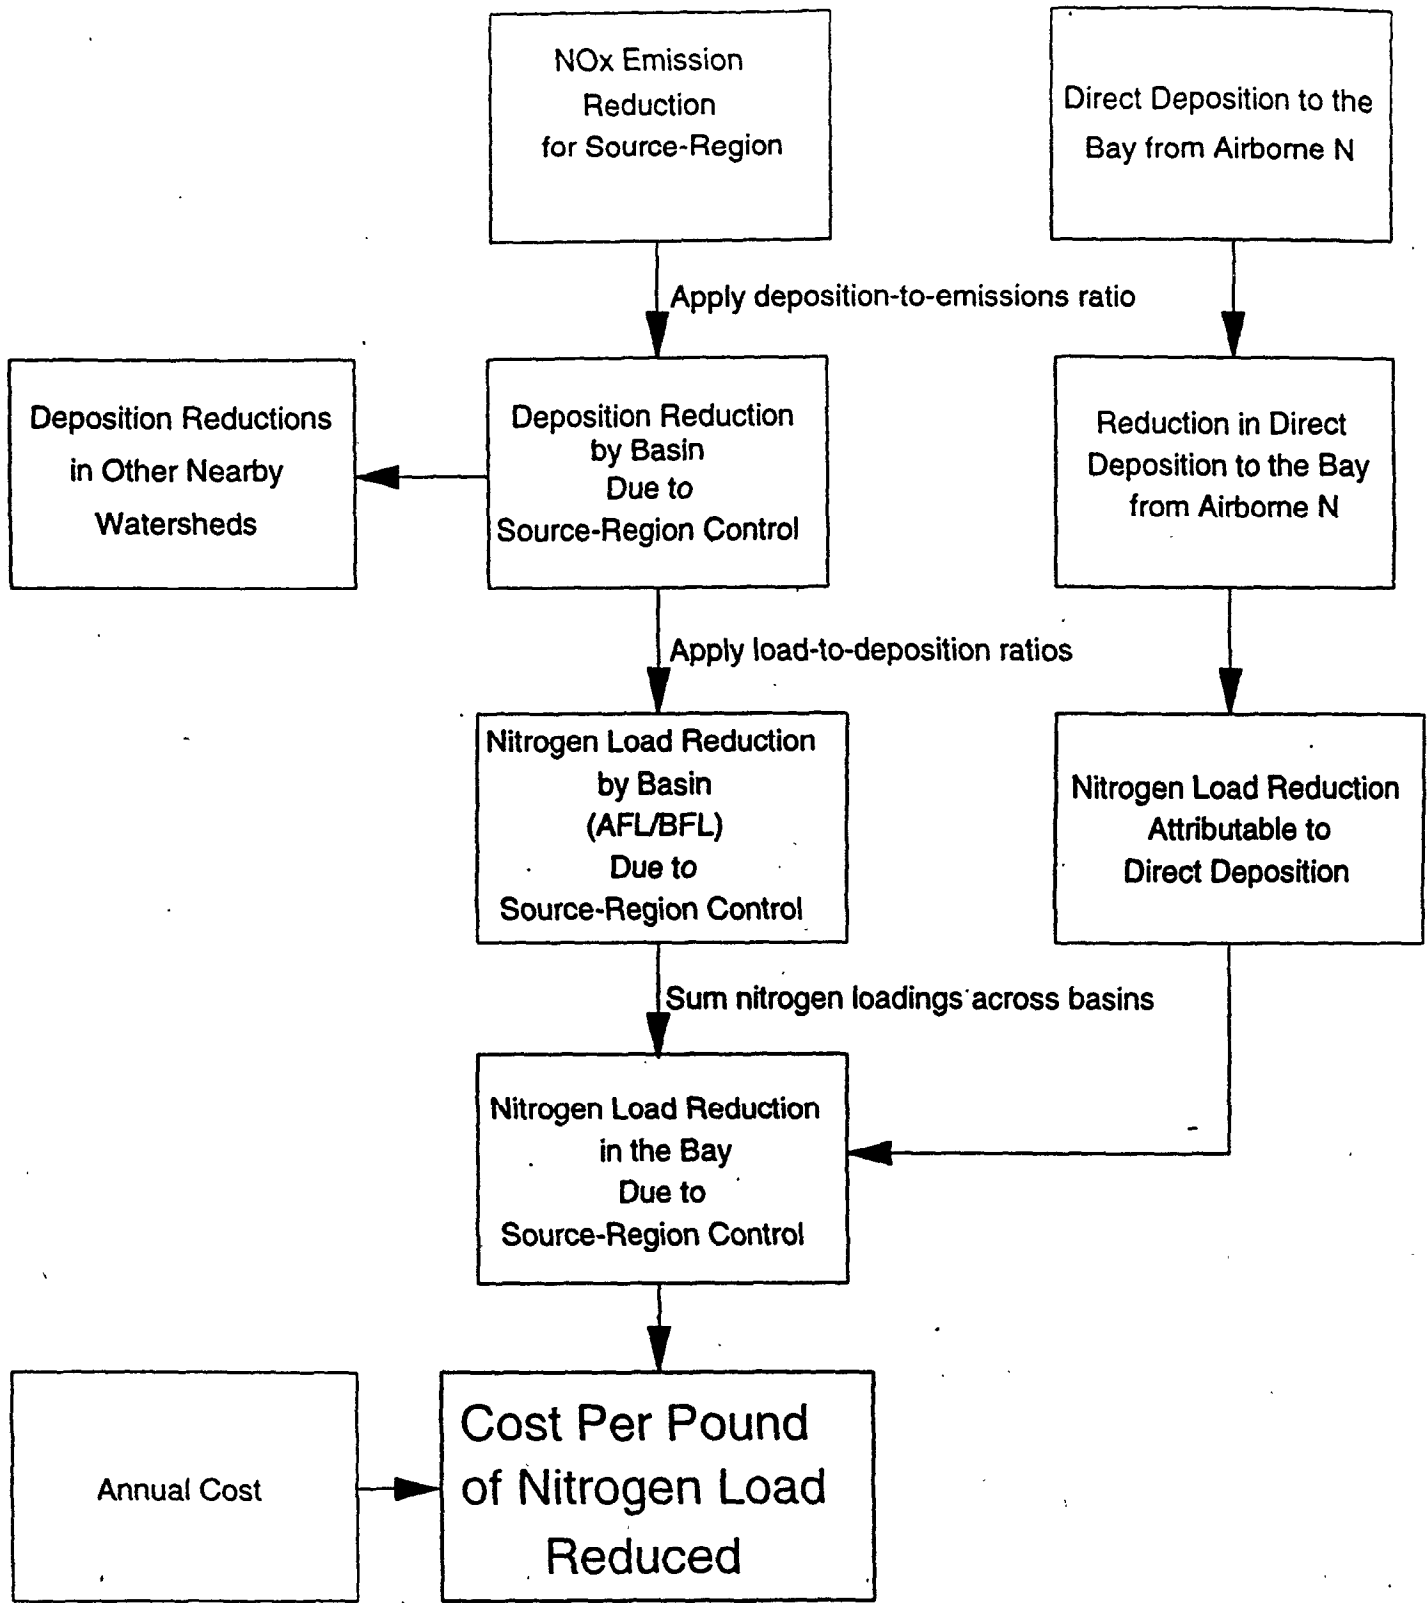 NOx Emission
Reduction
for Source-Region
Direct Deposition to the
Bay from Airborne N
Apply deposition-to-emissions ratio
Deposition Reductions
in Other Nearby
Watersheds
Deposition Reduction
by Basin
Due to
Source-Region Control
Reduction in Direct
Deposition to the Bay
from Airborne N
Apply load-to-deposition ratios
Nitrogen Load Reduction
by Basin
(AFL/BFL)
Due to
Source-Region Control
Nitrogen Load Reduction
Attributable to
Direct Deposition
Sum nitrogen loadings across basins
Nitrogen Load Reduction
in the Bay
Due to
Source-Region Control
Annual Cost
Cost Per Pound
of Nitrogen Load
Reduced